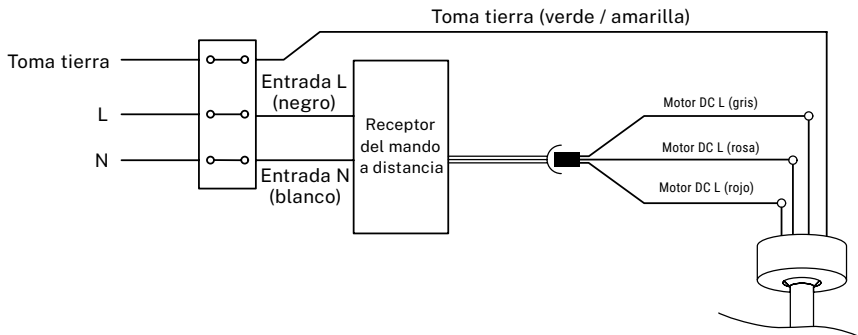 Toma tierra (verde / amarilla)
Toma tierra
Entrada L
(negro)
L
Receptor
del mando
a distancia
N
Entrada N
(blanco)
Motor DC L (gris)
Motor DC L (rosa)
Motor DC L (rojo)